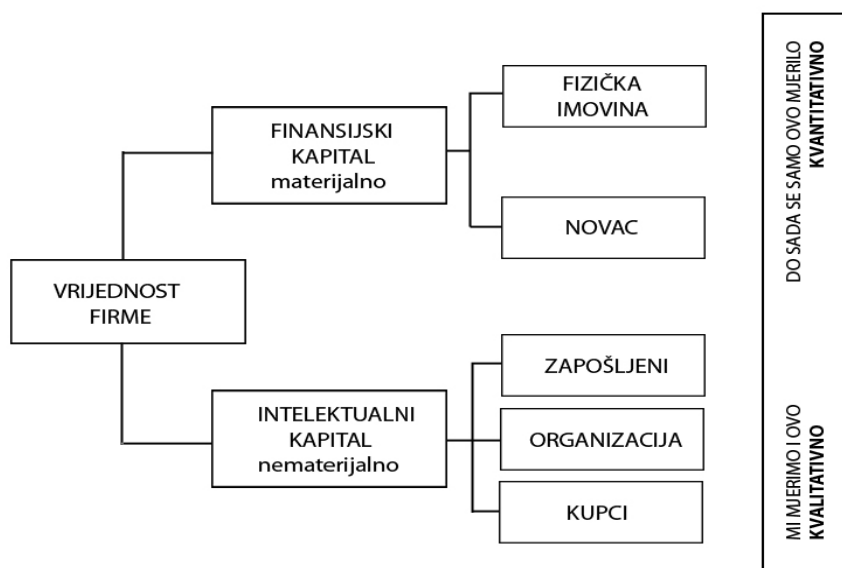 FIZIČKA
IMOVINA
FINANSIJSKI
KAPITAL
materijalno
NOVAC
VRIJEDNOST
FIRME
ZAPOŠLJENI
INTELEKTUALNI
KAPITAL
nematerijalno
ORGANIZACIJA
KUPCI
DO SADA SE SAMO OVO MJERILO
KVANTITATIVNO
MI MJERIMO I OVO
KVALITATIVNO